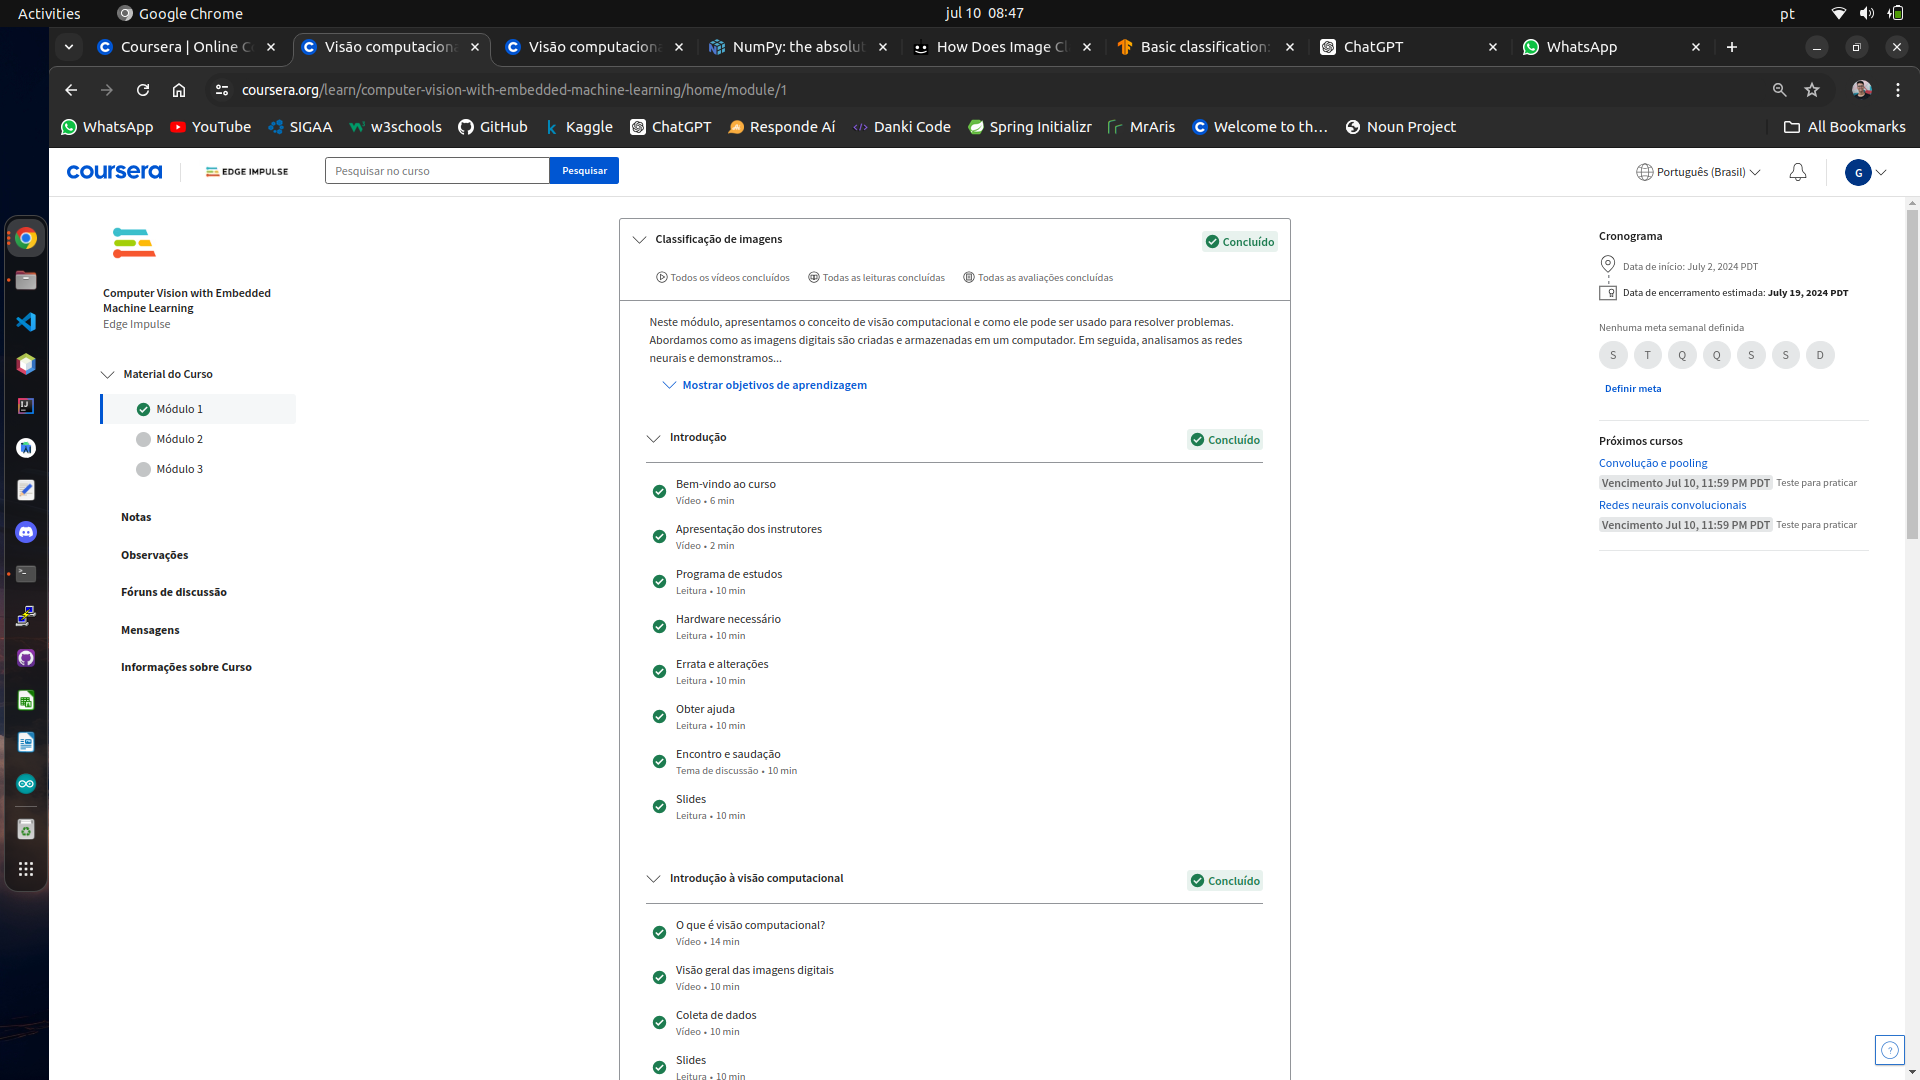 Activities
Google Chrome
jul 10 08:47
pt
Coursera | Online C
Visão computaciona
Visão computaciona
NumPy: the absolut
How Does Image Cl
Basic classification:
ChatGPT
WhatsApp
coursera.org/learn/computer-vision-with-embedded-machine-learning/home/module/1
WhatsApp
YouTube
SIGAA
w3schools
GitHub
Kaggle
ChatGPT
Responde Aí
Danki Code
Spring Initializr
MrAris
Welcome to th...
Noun Project
All Bookmarks
coursera
EDGE IMPULSE
Pesquisar no curso
Pesquisar
Português (Brasil)
G
Computer Vision with Embedded
Machine Learning
Edge Impulse
Material do Curso
Módulo 1
Módulo 2
Módulo 3
Notas
Observações
Fóruns de discussão
Mensagens
Informações sobre Curso
Classificação de imagens
Concluído
Todos os vídeos concluídos
Todas as leituras concluídas
Todas as avaliações concluídas
Neste módulo, apresentamos o conceito de visão computacional e como ele pode ser usado para resolver problemas.
Abordamos como as imagens digitais são criadas e armazenadas em um computador. Em seguida, analisamos as redes
neurais e demonstramos...
Mostrar objetivos de aprendizagem
Introdução
Concluído
Bem-vindo ao curso
Vídeo • 6 min
Apresentação dos instrutores
Vídeo • 2 min
Programa de estudos
Leitura • 10 min
Hardware necessário
Leitura • 10 min
Errata e alterações
Leitura • 10 min
Obter ajuda
Leitura • 10 min
Encontro e saudação
Tema de discussão • 10 min
Slides
Leitura • 10 min
Introdução à visão computacional
Concluído
O que é visão computacional?
Vídeo • 14 min
Visão geral das imagens digitais
Vídeo • 10 min
Coleta de dados
Vídeo • 10 min
Slides
Leitura • 10 min
Cronograma
Data de início: July 2, 2024 PDT
Data de encerramento estimada: July 19, 2024 PDT
Nenhuma meta semanal definida
S T Q Q S S D
Definir meta
Próximos cursos
Convolução e pooling
Vencimento Jul 10, 11:59 PM PDT Teste para praticar
Redes neurais convolucionais
Vencimento Jul 10, 11:59 PM PDT Teste para praticar